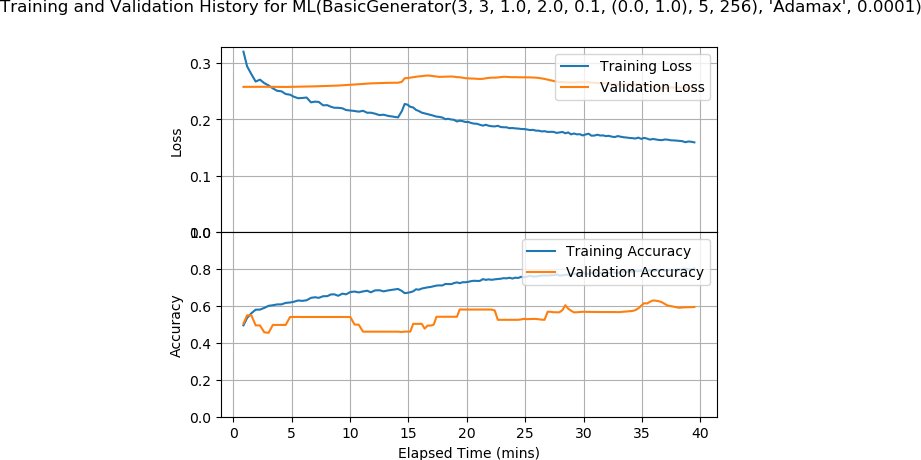 Training and Validation History for ML(BasicGenerator(3, 3, 1.0, 2.0, 0.1, (0.0, 1.0), 5, 256), 'Adamax', 0.0001)
0.3
0.2
0.1
0.0
Loss
Training Loss
Validation Loss
1.0
0.8
0.6
0.4
0.2
0.0
Accuracy
Training Accuracy
Validation Accuracy
0 5 10 15 20 25 30 35 40
Elapsed Time (mins)